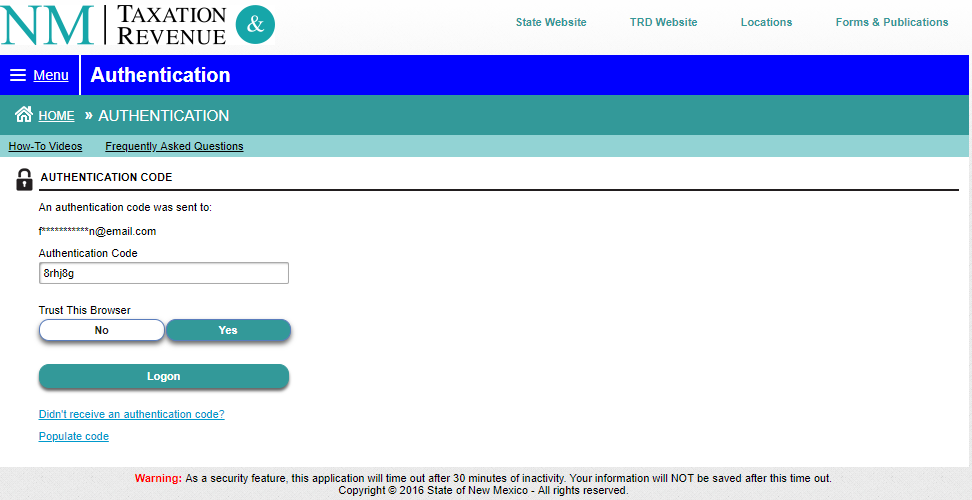 NM | TAXATION & REVENUE
State Website TRD Website Locations Forms & Publications
Menu Authentication
HOME » AUTHENTICATION
How-To Videos Frequently Asked Questions
AUTHENTICATION CODE
An authentication code was sent to:
f***********n@email.com
Authentication Code
8rhj8g
Trust This Browser
No Yes
Logon
Didn't receive an authentication code?
Populate code
Warning: As a security feature, this application will time out after 30 minutes of inactivity. Your information will NOT be saved after this time out.
Copyright © 2016 State of New Mexico - All rights reserved.